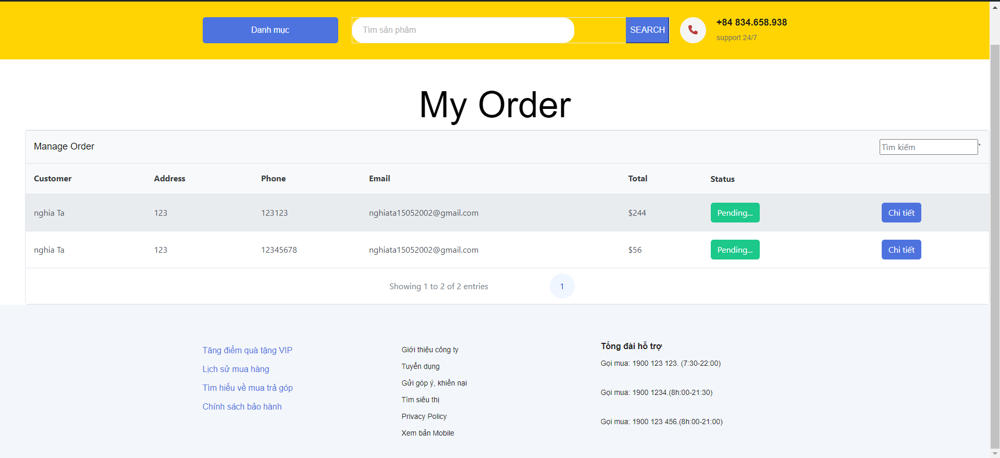 Danh mục
Tìm sản phẩm
SEARCH
+84 834.658.938
support 24/7
My Order
Manage Order
Tìm kiếm `
Customer Address Phone Email Total Status
nghia Ta 123 123123 nghiata15052002@gmail.com $244 Pending... Chi tiết
nghia Ta 123 12345678 nghiata15052002@gmail.com $56 Pending... Chi tiết
Showing 1 to 2 of 2 entries 1
Tăng điểm quà tặng VIP
Lịch sử mua hàng
Tìm hiểu về mua trả góp
Chính sách bảo hành
Giới thiệu công ty
Tuyển dụng
Gửi góp ý, khiến nại
Tìm siêu thị
Privacy Policy
Xem bản Mobile
Tổng đài hỗ trợ
Gọi mua: 1900 123 123. (7:30-22:00)
Gọi mua: 1900 1234.(8h:00-21:30)
Gọi mua: 1900 123 456.(8h:00-21:00)